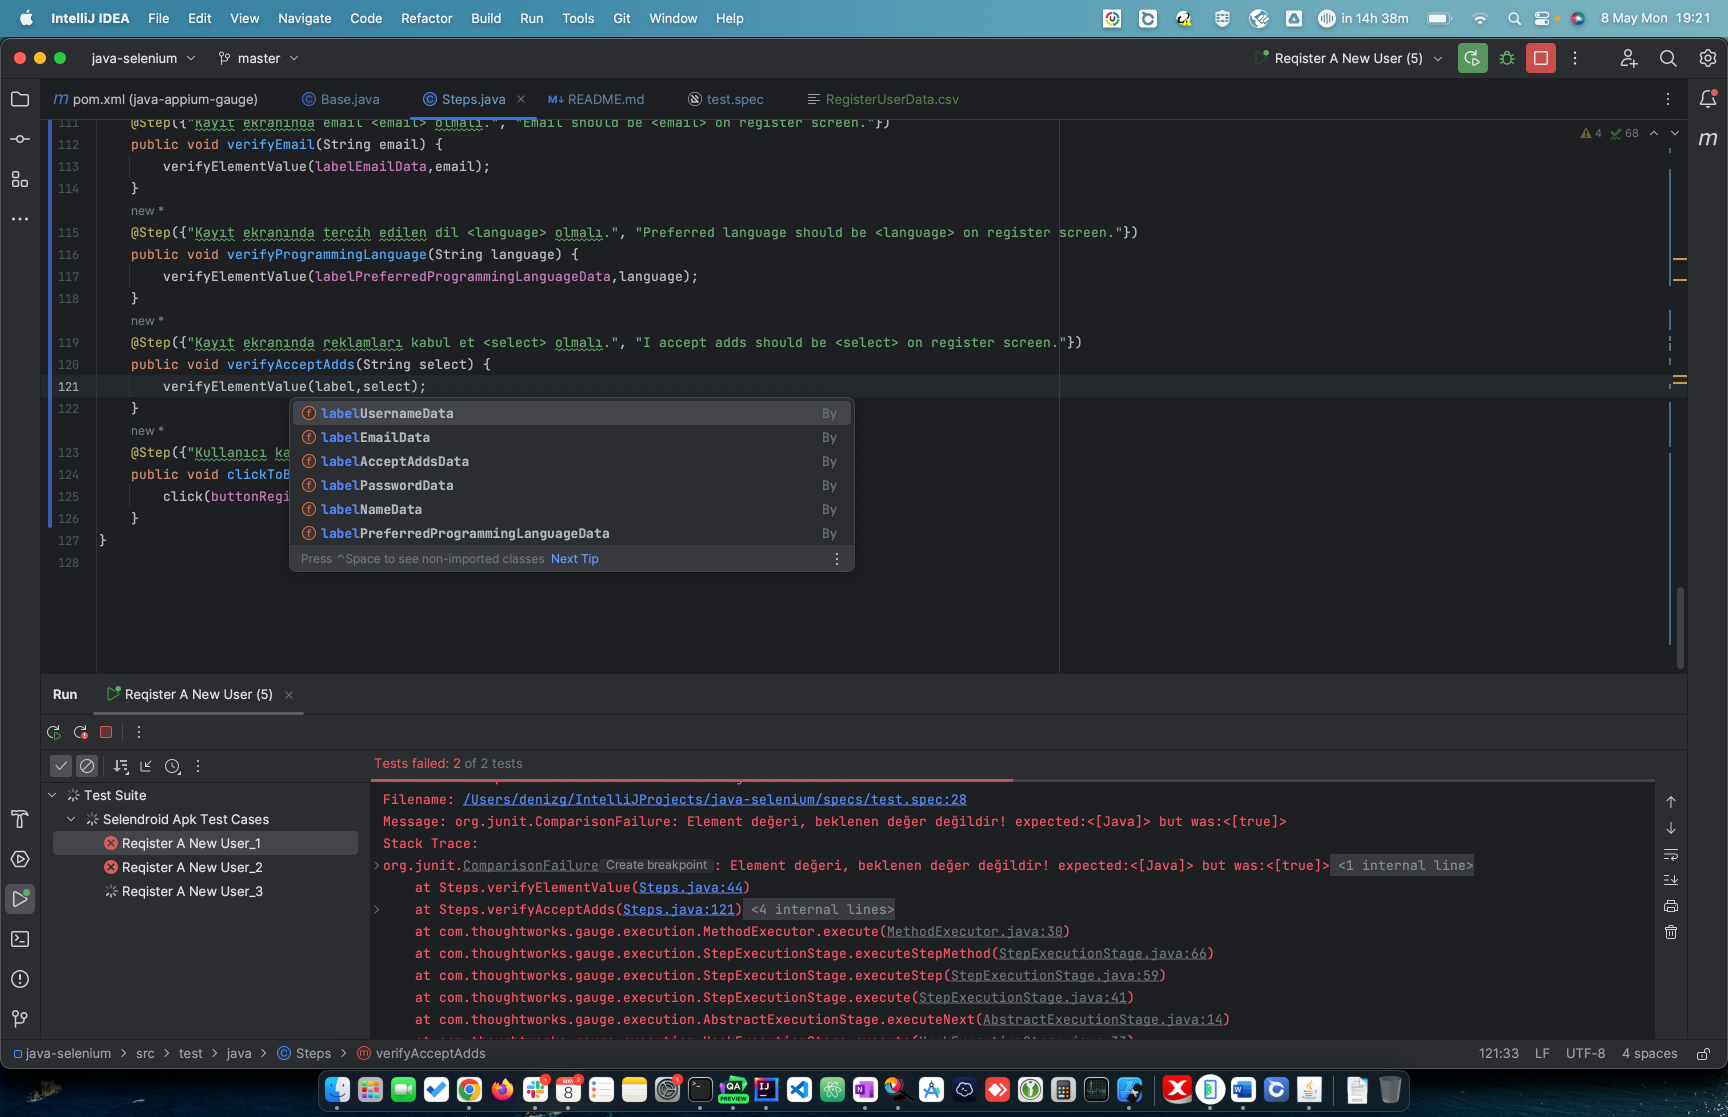 IntelliJ IDEA File Edit View Navigate Code Refactor Build Run Tools Git Window Help in 14h 38m 8 May Mon 19:21
java-selenium master Reqister A New User (5)
m pom.xml (java-appium-gauge) Base.java Steps.java README.md test.spec RegisterUserData.csv
111 @Step({"Kayıt ekranında email <email> olmalı.", "Email should be <email> on register screen."})
4 68
112 public void verifyEmail(String email) {
113 verifyElementValue(labelEmailData,email);
114 }
new *
115 @Step({"Kayıt ekranında tercih edilen dil <language> olmalı.", "Preferred language should be <language> on register screen."})
116 public void verifyProgrammingLanguage(String language) {
117 verifyElementValue(labelPreferredProgrammingLanguageData,language);
118 }
new *
119 @Step({"Kayıt ekranında reklamları kabul et <select> olmalı.", "I accept adds should be <select> on register screen."})
120 public void verifyAcceptAdds(String select) {
121 verifyElementValue(label,select);
122 }
new *
123 @Step({"Kullanıcı ka
124 public void clickToB
125 click(buttonRegi
126 }
127 }
128
labelUsernameData By
labelEmailData By
labelAcceptAddsData By
labelPasswordData By
labelNameData By
labelPreferredProgrammingLanguageData By
Press ^Space to see non-imported classes Next Tip
Run Reqister A New User (5)
Tests failed: 2 of 2 tests
Test Suite
Selendroid Apk Test Cases
Reqister A New User_1
Reqister A New User_2
Reqister A New User_3
Filename: /Users/denizg/IntelliJProjects/java-selenium/specs/test.spec:28
Message: org.junit.ComparisonFailure: Element değeri, beklenen değer değildir! expected:<[Java]> but was:<[true]>
Stack Trace:
org.junit.ComparisonFailure Create breakpoint : Element değeri, beklenen değer değildir! expected:<[Java]> but was:<[true]> <1 internal line>
at Steps.verifyElementValue(Steps.java:44)
at Steps.verifyAcceptAdds(Steps.java:121) <4 internal lines>
at com.thoughtworks.gauge.execution.MethodExecutor.execute(MethodExecutor.java:30)
at com.thoughtworks.gauge.execution.StepExecutionStage.executeStepMethod(StepExecutionStage.java:66)
at com.thoughtworks.gauge.execution.StepExecutionStage.executeStep(StepExecutionStage.java:59)
at com.thoughtworks.gauge.execution.StepExecutionStage.execute(StepExecutionStage.java:41)
at com.thoughtworks.gauge.execution.AbstractExecutionStage.executeNext(AbstractExecutionStage.java:14)
java-selenium src test java Steps verifyAcceptAdds 121:33 LF UTF-8 4 spaces